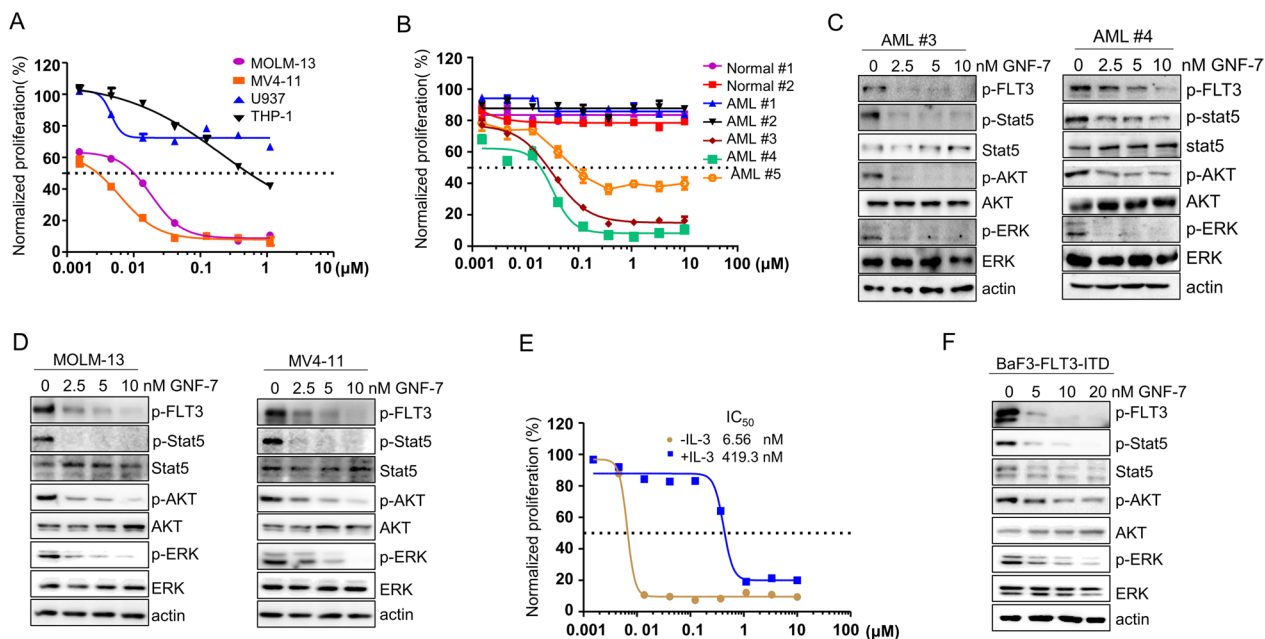 A
Normalized proliferation( %)
120
100
80
60
40
20
0
0.001 0.01 0.1 1 10 (µM)
MOLM-13
MV4-11
U937
THP-1
B
Normalized proliferation( %)
120
100
80
60
40
20
0
0.001 0 01 0 1 1 10 100 (µM)
Normal #1
Normal #2
AML #1
AML #2
AML #3
AML #4
AML #5
C
AML #3
0 2.5 5 10 nM GNF-7
p-FLT3
p-Stat5
Stat5
p-AKT
AKT
p-ERK
ERK
actin
AML #4
0 2.5 5 10 nM GNF-7
p-FLT3
p-stat5
stat5
p-AKT
AKT
p-ERK
ERK
actin
D
MOLM-13
0 2.5 5 10 nM GNF-7
p-FLT3
p-Stat5
Stat5
p-AKT
AKT
p-ERK
ERK
actin
MV4-11
0 2.5 5 10 nM GNF-7
p-FLT3
p-Stat5
Stat5
p-AKT
AKT
p-ERK
ERK
actin
E
Normalized proliferation (%)
120
100
80
60
40
20
0
0.001 0.01 0.1 1 10 100 (µM)
IC50
-IL-3 6.56 nM
+IL-3 419.3 nM
F
BaF3-FLT3-ITD
0 5 10 20 nM GNF-7
p-FLT3
p-Stat5
Stat5
p-AKT
AKT
p-ERK
ERK
actin